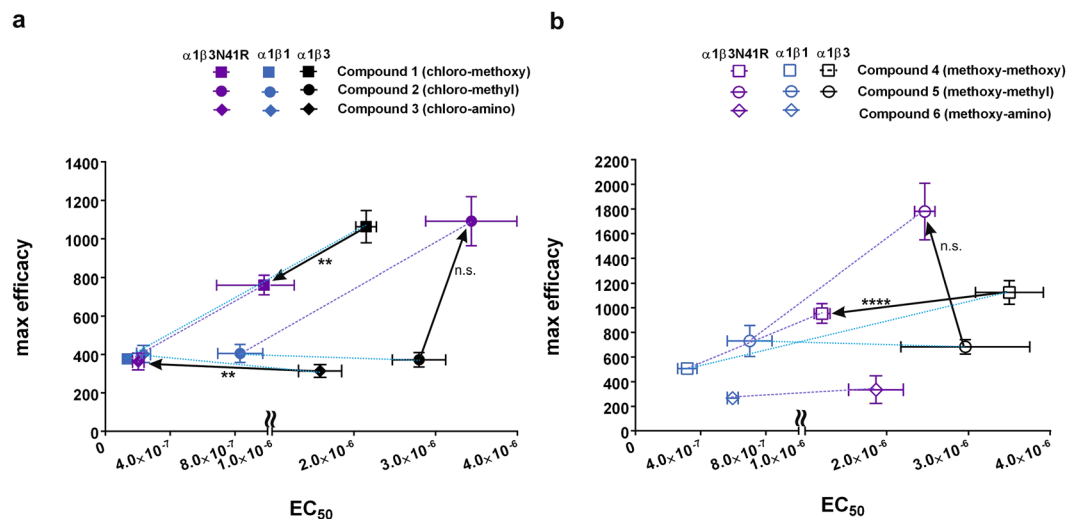 a
α1β3N41R α1β1 α1β3
Compound 1 (chloro-methoxy)
Compound 2 (chloro-methyl)
Compound 3 (chloro-amino)
max efficacy
1400
1200
1000
800
600
400
200
0
**
n.s.
**
0 4.0×10⁻⁷ 8.0×10⁻⁷ 1.0×10⁻⁶ 2.0×10⁻⁶ 3.0×10⁻⁶ 4.0×10⁻⁶
EC₅₀
b
α1β3N41R α1β1 α1β3
Compound 4 (methoxy-methoxy)
Compound 5 (methoxy-methyl)
Compound 6 (methoxy-amino)
max efficacy
2200
2000
1800
1600
1400
1200
1000
800
600
400
200
0
n.s.
****
0 4.0×10⁻⁷ 8.0×10⁻⁷ 1.0×10⁻⁶ 2.0×10⁻⁶ 3.0×10⁻⁶ 4.0×10⁻⁶
EC₅₀